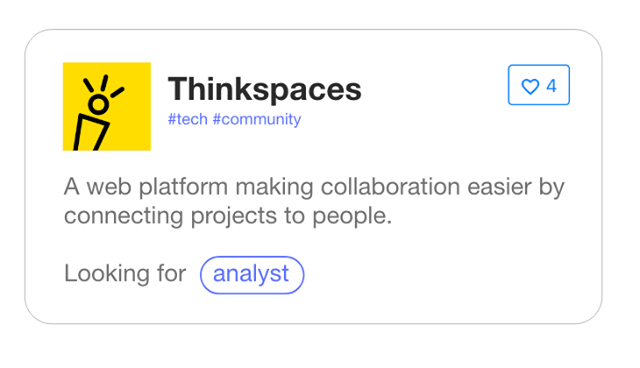 Thinkspaces
4
#tech #community
A web platform making collaboration easier by
connecting projects to people.
Looking for analyst